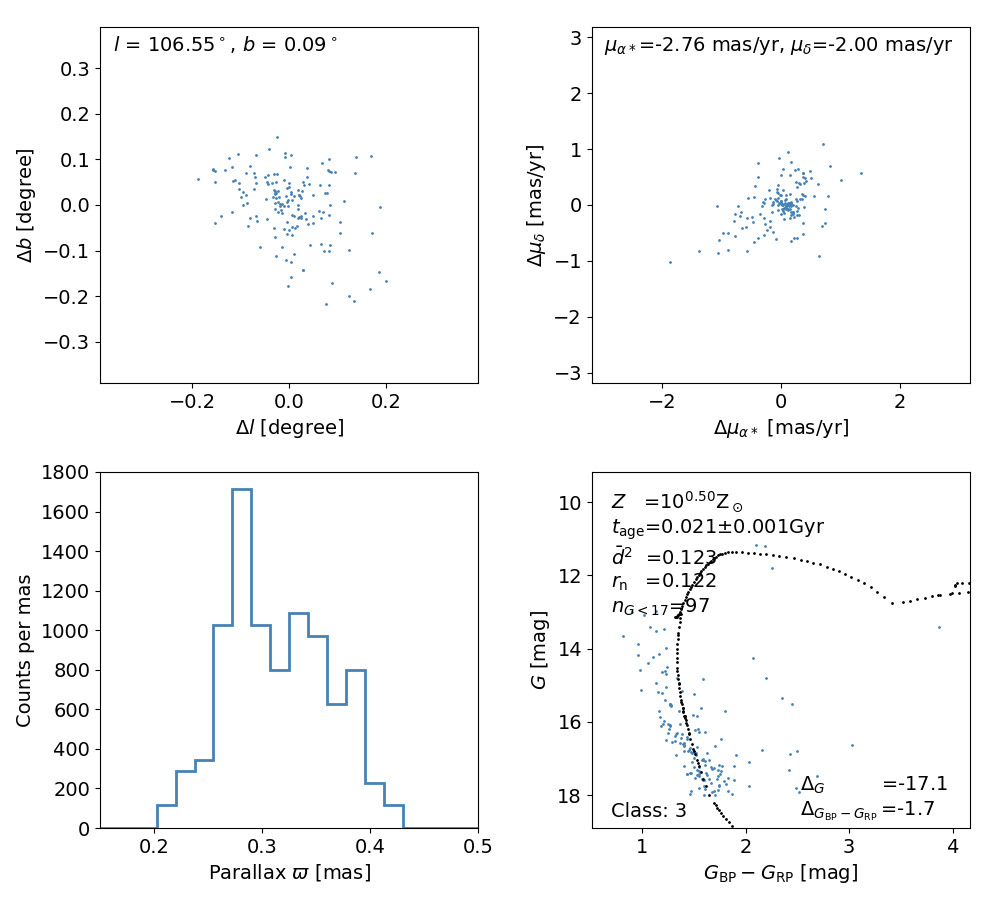 l = 106.55°, b = 0.09°
0.3
0.2
0.1
0.0
−0.1
−0.2
−0.3
Δb [degree]
−0.2
0.0
0.2
Δl [degree]
μα*=-2.76 mas/yr, μδ=-2.00 mas/yr
3
2
1
0
−1
−2
−3
Δμδ [mas/yr]
−2
0
2
Δμα* [mas/yr]
1800
1600
1400
1200
1000
800
600
400
200
0
Counts per mas
0.2
0.3
0.4
0.5
Parallax ϖ [mas]
Z =10^0.50Z⊙
t_age=0.021±0.001Gyr
d̄² =0.123
r_n =0.122
n_G<17=97
10
12
14
16
18
G [mag]
Δ_G =-17.1
Class: 3
Δ_GBP−GRP=-1.7
1
2
3
4
G_BP − G_RP [mag]